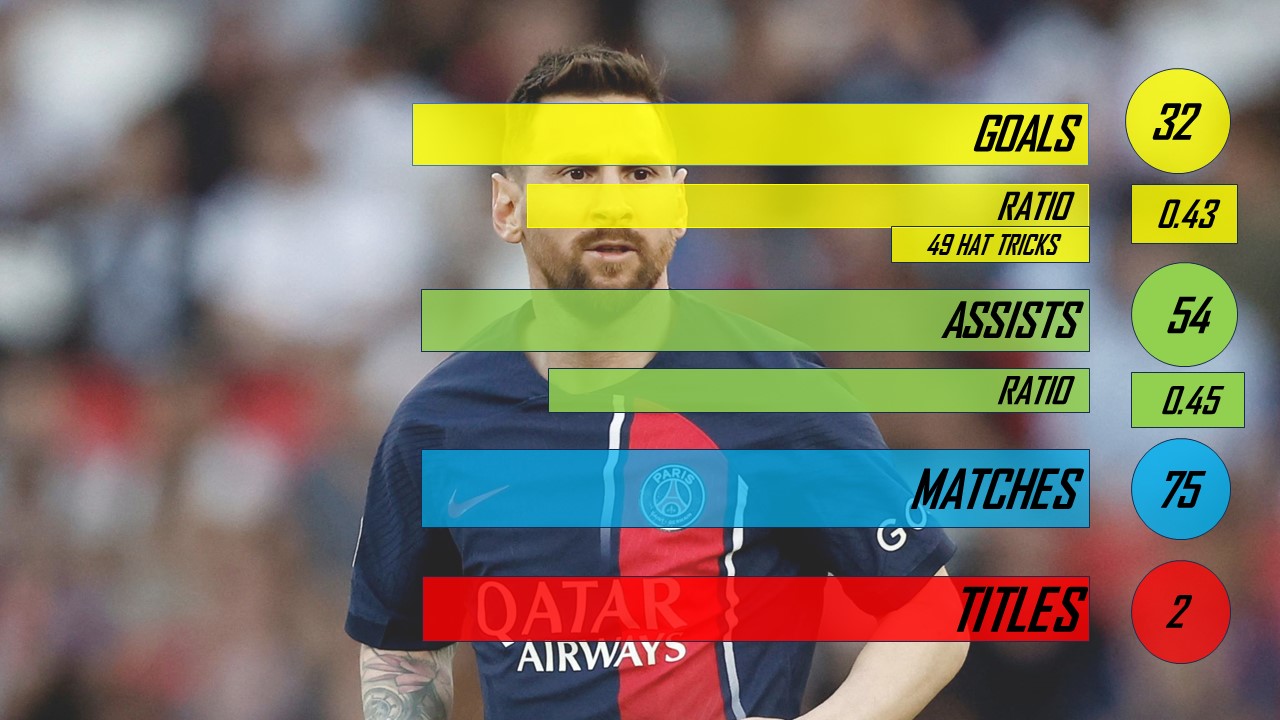 GOALS 32
RATIO 0.43
49 HAT TRICKS
ASSISTS 54
RATIO 0.45
PARIS
MATCHES 75
GO
TITLES 2
QATAR
AIRWAYS